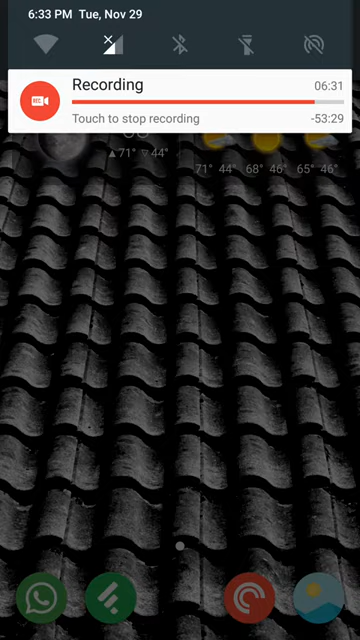 6:33 PM Tue, Nov 29
Recording 06:31
Touch to stop recording -53:29
▲71° ▽44°
71° 44° 68° 46° 65° 46°
REC